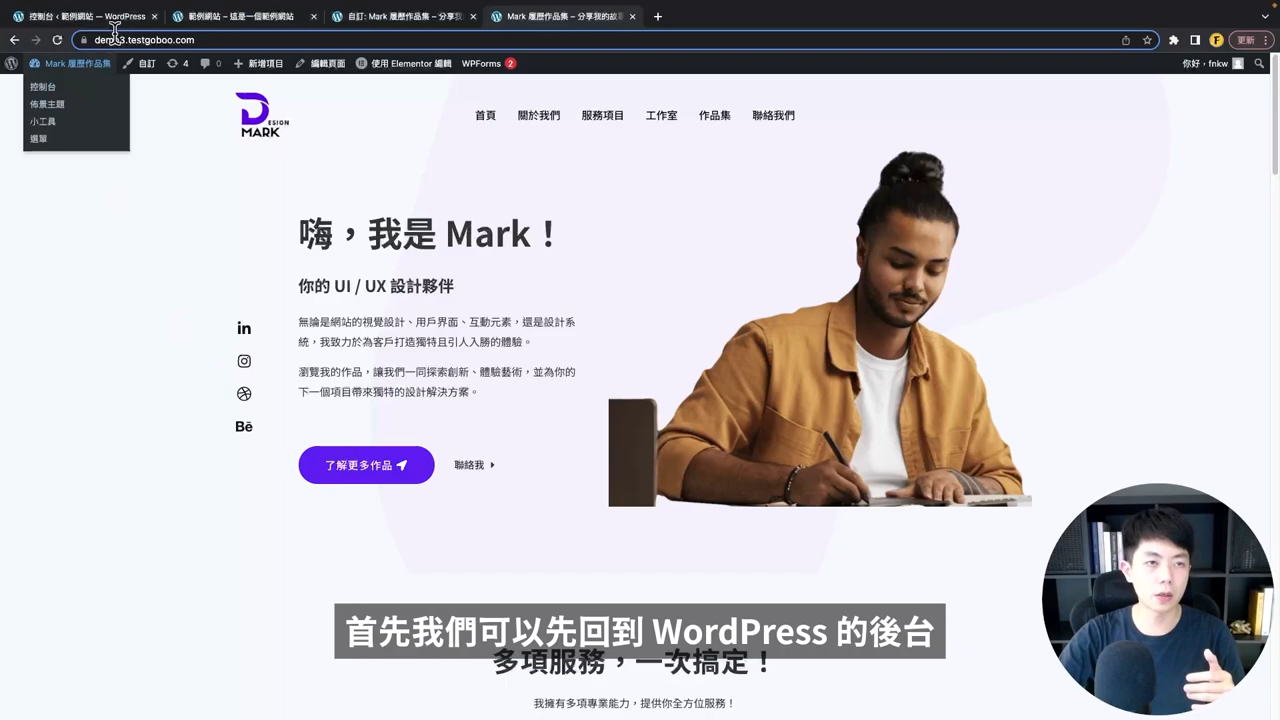 控制台 ‹ 範例網站 — WordPress
範例網站 – 這是一個範例網站
自訂: Mark 履歷作品集 – 分享我
Mark 履歷作品集 – 分享我的故事
testgoboo.com
更新
Mark 履歷作品集
自訂
4
0
新增項目
編輯頁面
使用 Elementor 編輯
WPForms
2
你好，fnkw
控制台
佈景主題
小工具
選單
DESIGN
MARK
首頁
關於我們
服務項目
工作室
作品集
聯絡我們
嗨，我是 Mark！
你的 UI / UX 設計夥伴
無論是網站的視覺設計、用戶界面、互動元素，還是設計系
統，我致力於為客戶打造獨特且引人入勝的體驗。
瀏覽我的作品，讓我們一同探索創新、體驗藝術，並為你的
下一個項目帶來獨特的設計解決方案。
in
Bē
了解更多作品
聯絡我
首先我們可以先回到 WordPress 的後台
多項服務，一次搞定！
我擁有多項專業能力，提供你全方位服務！